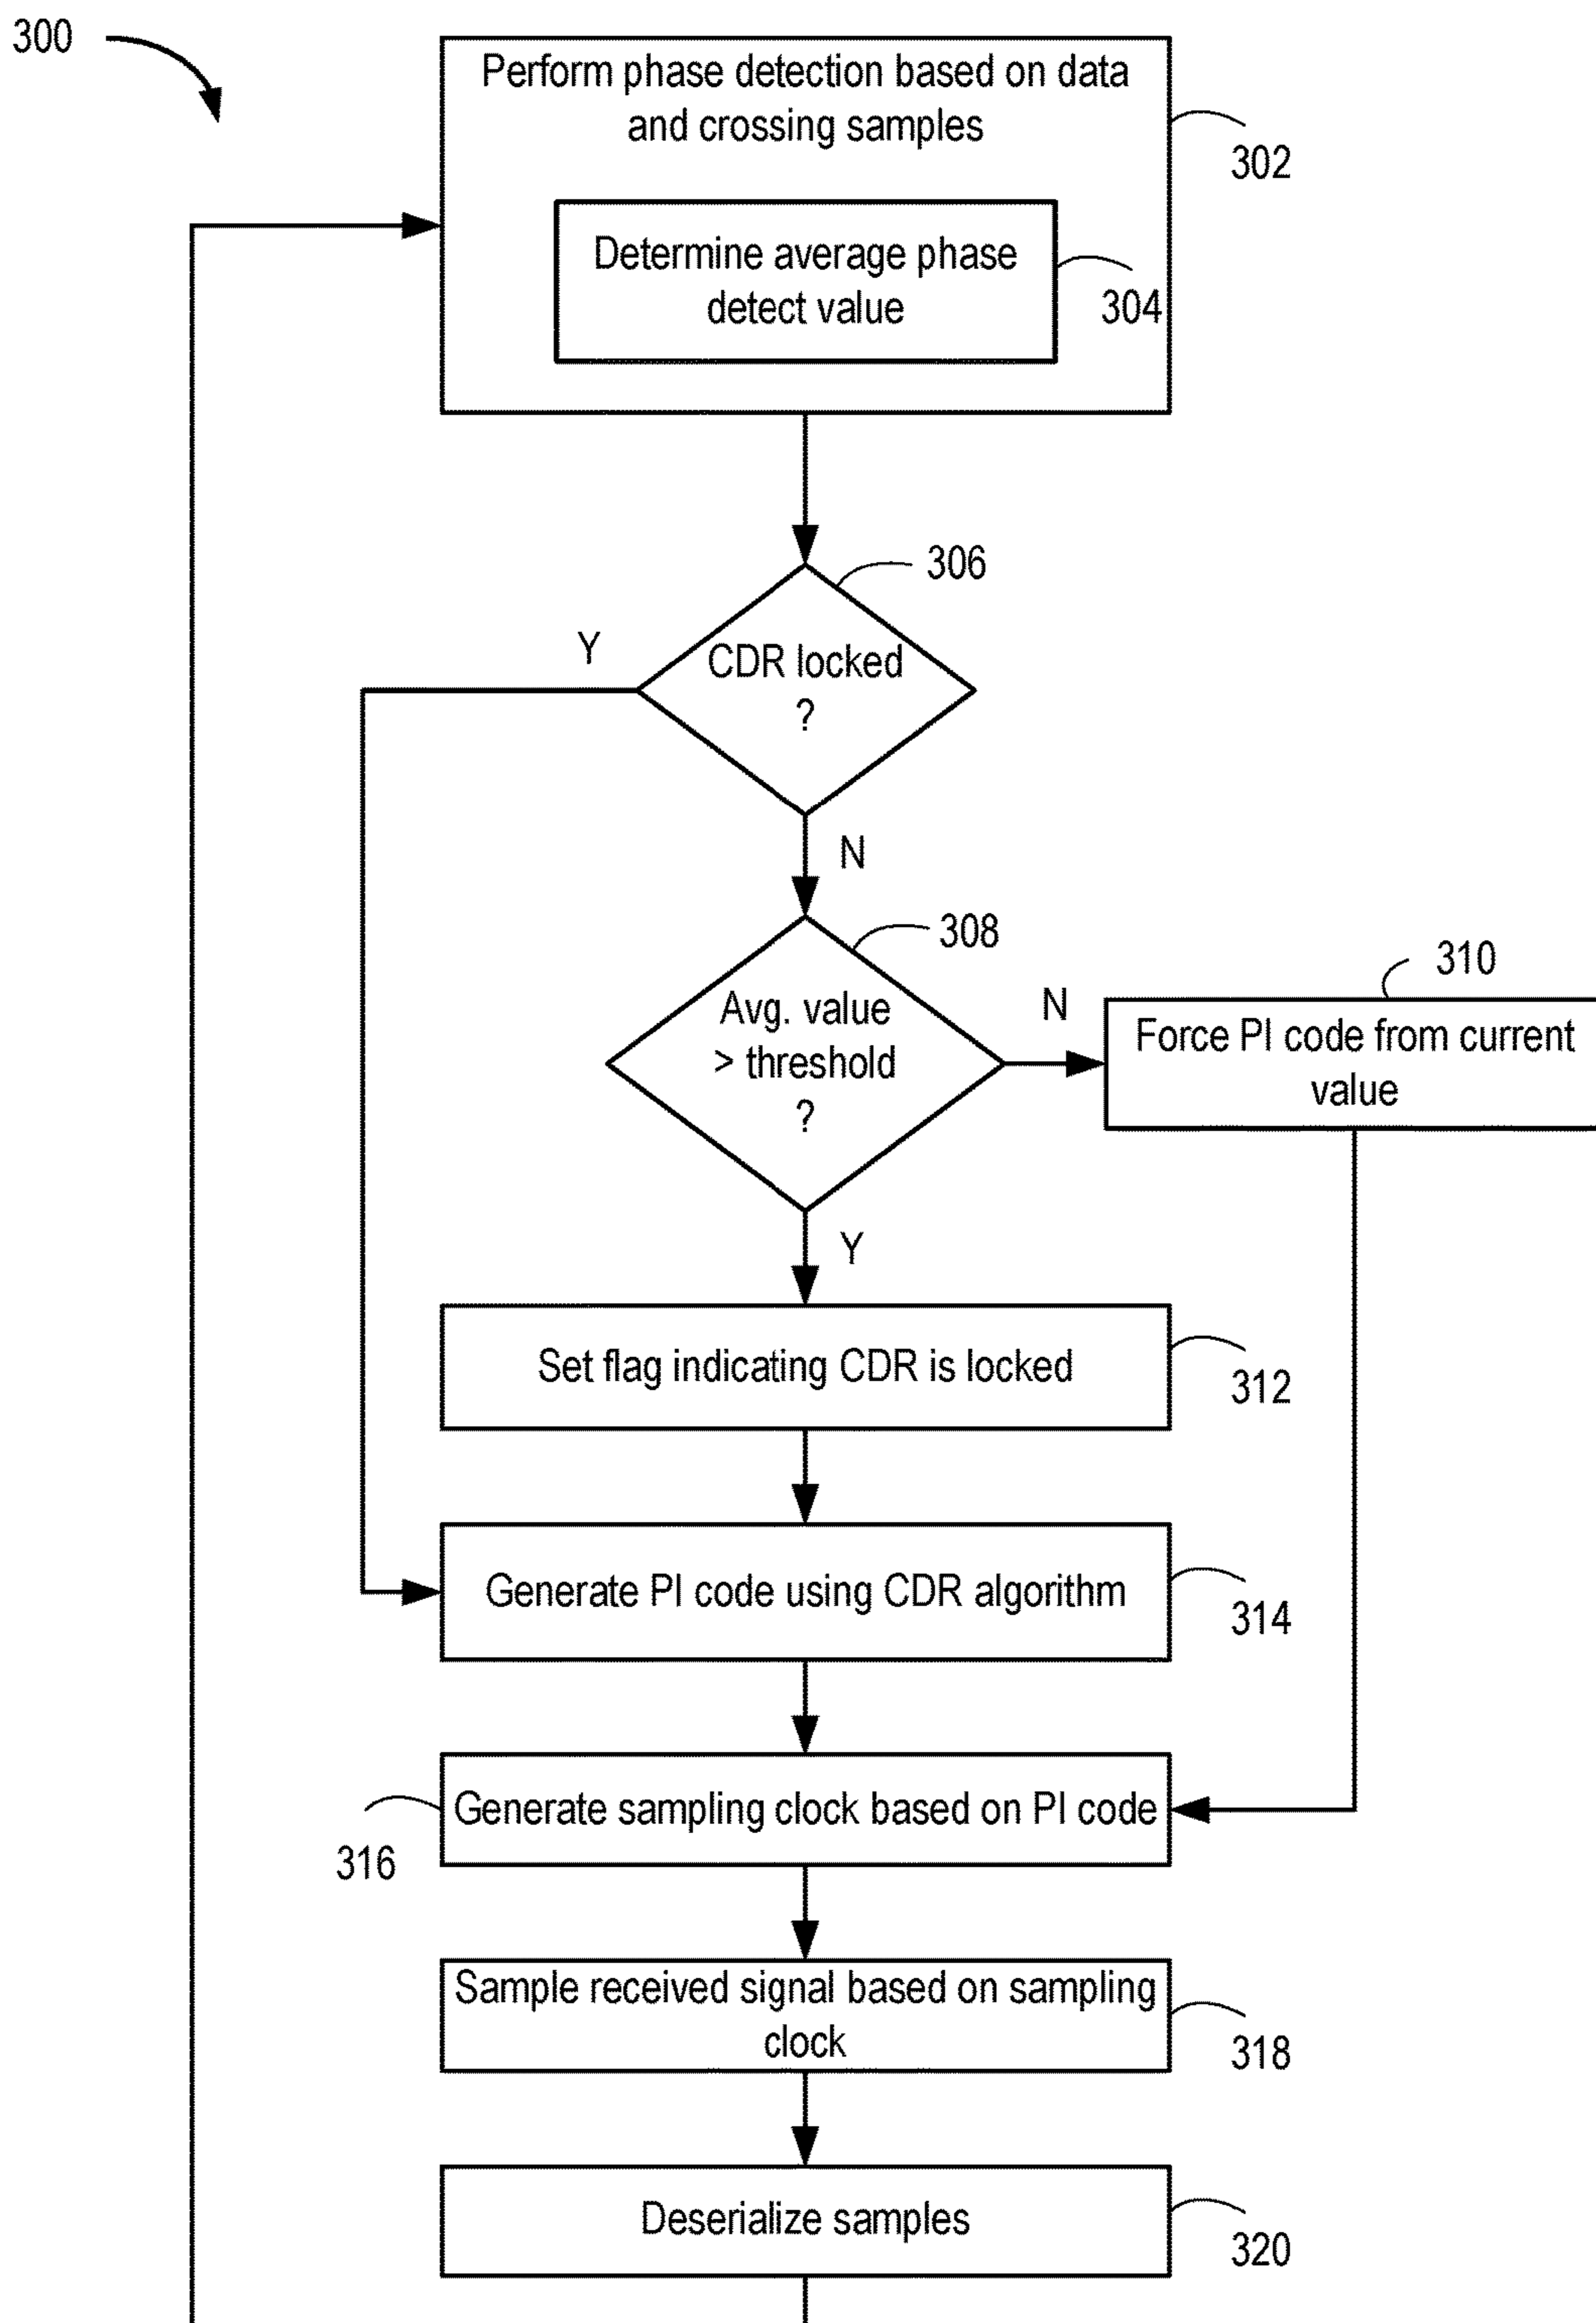 300
Perform phase detection based on data
and crossing samples
302
Determine average phase
detect value
304
306
CDR locked
?
Y
N
308
Avg. value
> threshold
?
N
310
Force PI code from current
value
Y
Set flag indicating CDR is locked
312
Generate PI code using CDR algorithm
314
Generate sampling clock based on PI code
316
Sample received signal based on sampling
clock
318
Deserialize samples
320